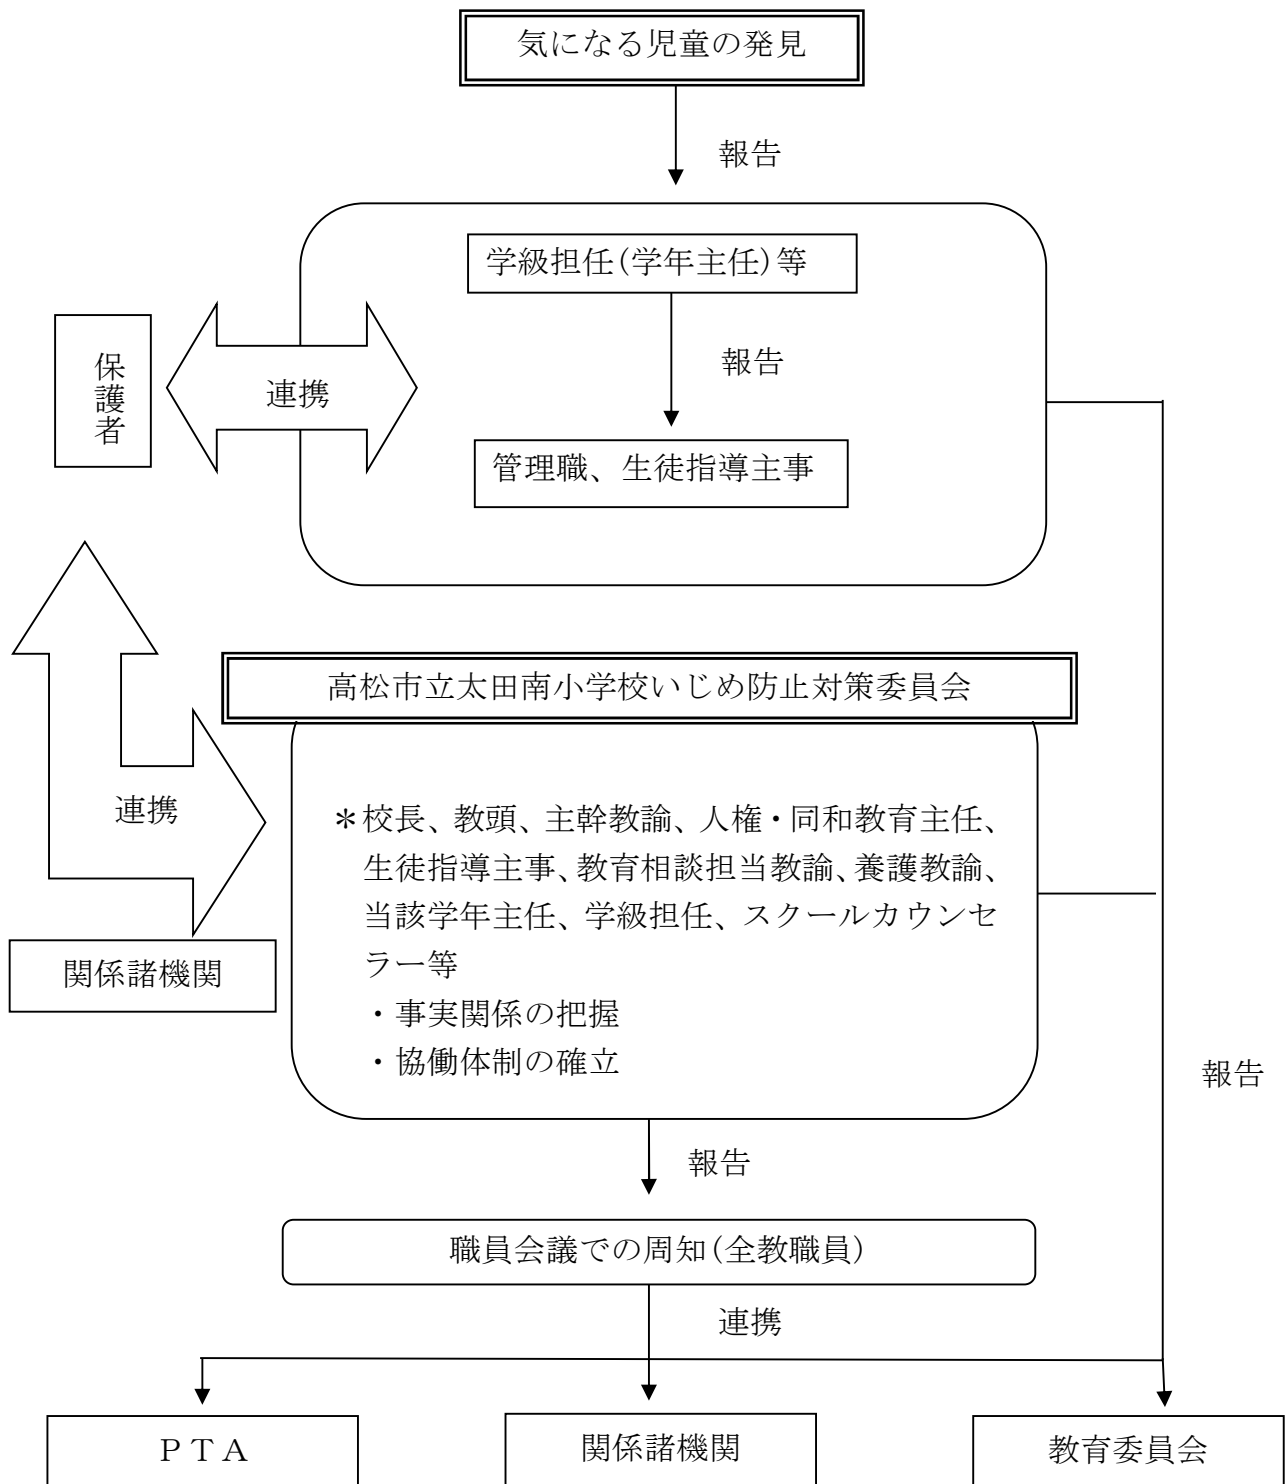 気になる児童の発見
報告
学級担任(学年主任)等
報告
保護者
連携
管理職、生徒指導主事
高松市立太田南小学校いじめ防止対策委員会
連携
＊校長、教頭、主幹教諭、人権・同和教育主任、
生徒指導主事、教育相談担当教諭、養護教諭、
当該学年主任、学級担任、スクールカウンセ
ラー等
・事実関係の把握
・協働体制の確立
関係諸機関
報告
報告
職員会議での周知(全教職員)
連携
ＰＴＡ
関係諸機関
教育委員会